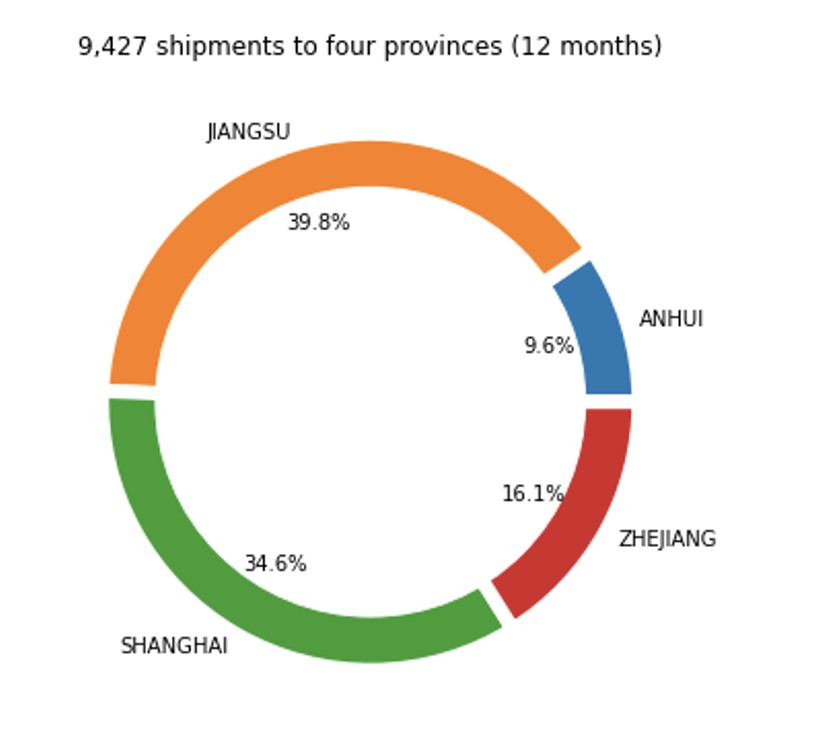 9,427 shipments to four provinces (12 months)
JIANGSU
39.8%
ANHUI
9.6%
16.1%
ZHEJIANG
34.6%
SHANGHAI